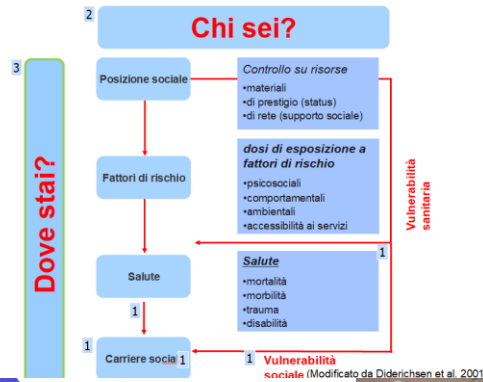 2
Chi sei?
3
Dove stai?
Posizione sociale
Controllo su risorse
•materiali
•di prestigio (status)
•di rete (supporto sociale)
Fattori di rischio
dosi di esposizione a
fattori di rischio
•psicosociali
•comportamentali
•ambientali
•accessibilità ai servizi
Vulnerabilità
sanitaria
1
Salute
Salute
•mortalità
•morbilità
•trauma
•disabilità
1
1
Carriere social
1
1
Vulnerabilità
sociale (Modificato da Diderichsen et al. 2001